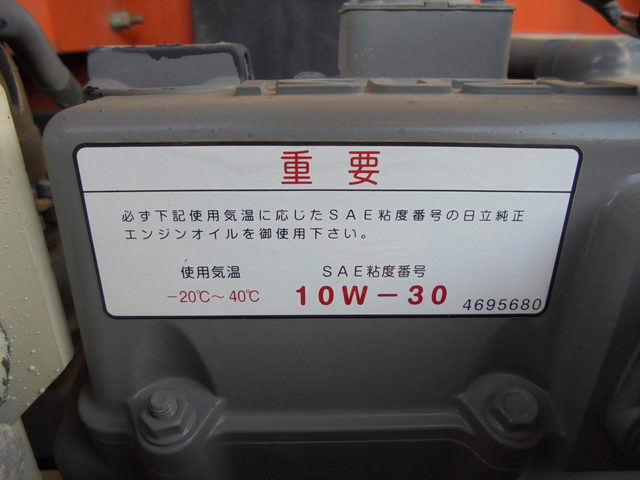 重要
必ず下記使用気温に応じたSAE粘度番号の日立純正
エンジンオイルを御使用下さい。
使用気温 SAE粘度番号
-20℃～40℃ 10W-30 4695680